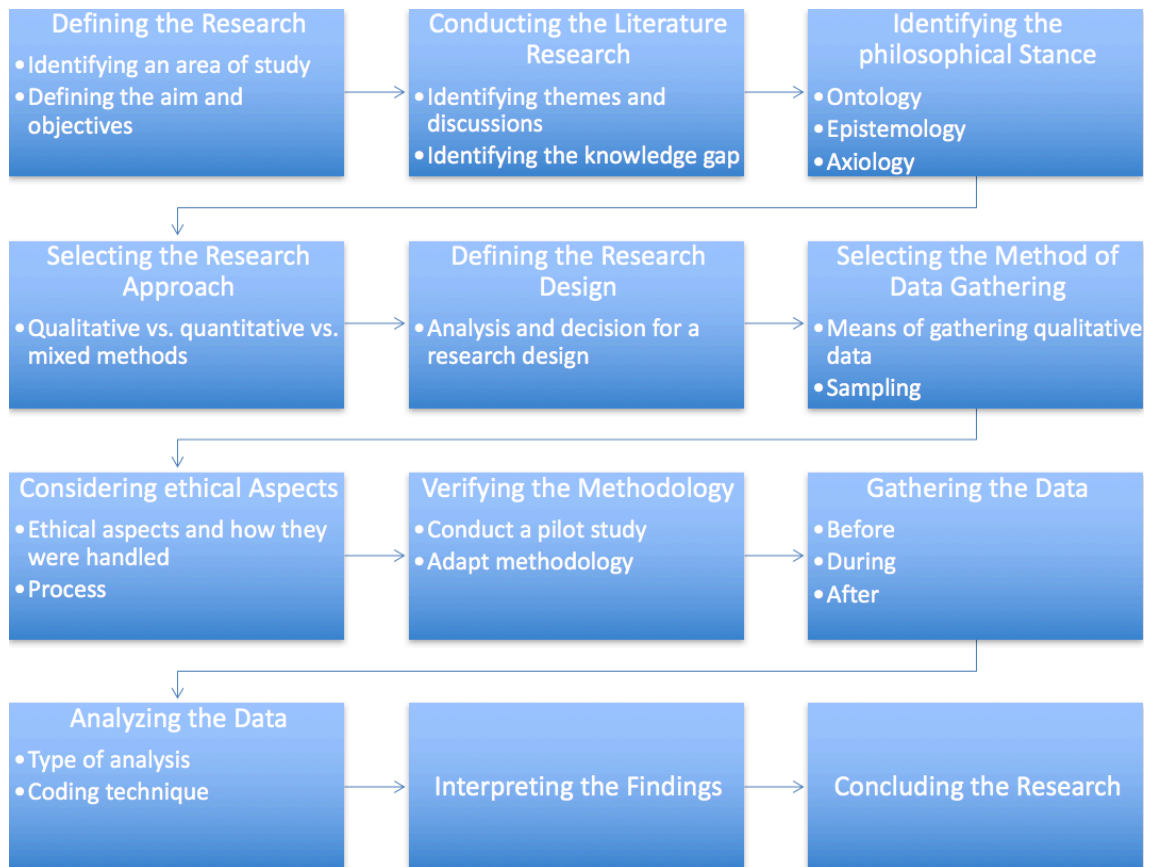 Defining the Research
•Identifying an area of study
•Defining the aim and
objectives
Conducting the Literature
Research
•Identifying themes and
discussions
•Identifying the knowledge gap
Identifying the
philosophical Stance
•Ontology
•Epistemology
•Axiology
Selecting the Research
Approach
•Qualitative vs. quantitative vs.
mixed methods
Defining the Research
Design
•Analysis and decision for a
research design
Selecting the Method of
Data Gathering
•Means of gathering qualitative
data
•Sampling
Considering ethical Aspects
•Ethical aspects and how they
were handled
•Process
Verifying the Methodology
•Conduct a pilot study
•Adapt methodology
Gathering the Data
•Before
•During
•After
Analyzing the Data
•Type of analysis
•Coding technique
Interpreting the Findings
Concluding the Research